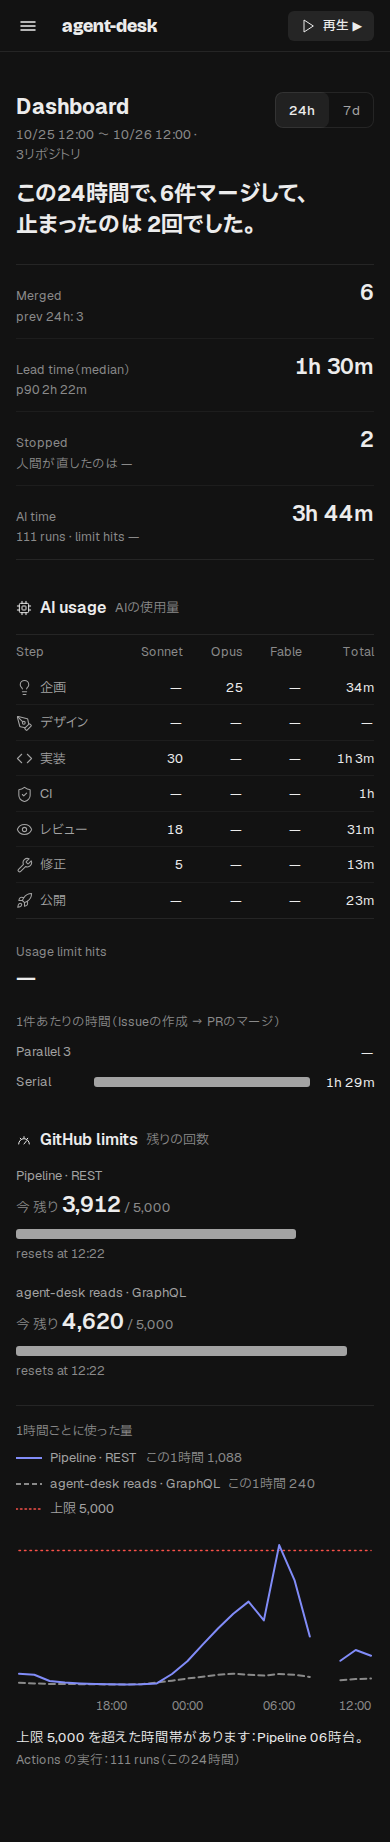 agent-desk
再生 ▶
Dashboard
24h 7d
10/25 12:00 〜 10/26 12:00 ·
3リポジトリ
この24時間で、6件マージして、
止まったのは 2回でした。
Merged 6
prev 24h: 3
Lead time（median） 1h 30m
p90 2h 22m
Stopped 2
人間が直したのは —
AI time 3h 44m
111 runs · limit hits —
AI usage AIの使用量
Step Sonnet Opus Fable Total
企画 — 25 — 34m
デザイン — — — —
実装 30 — — 1h 3m
CI — — — 1h
レビュー 18 — — 31m
修正 5 — — 13m
公開 — — — 23m
Usage limit hits
—
1件あたりの時間（Issueの作成 → PRのマージ）
Parallel 3 —
Serial 1h 29m
GitHub limits 残りの回数
Pipeline · REST
今 残り 3,912 / 5,000
resets at 12:22
agent-desk reads · GraphQL
今 残り 4,620 / 5,000
resets at 12:22
1時間ごとに使った量
Pipeline · REST この1時間 1,088
agent-desk reads · GraphQL この1時間 240
上限 5,000
18:00 00:00 06:00 12:00
上限 5,000 を超えた時間帯があります：Pipeline 06時台。
Actions の実行：111 runs（この24時間）